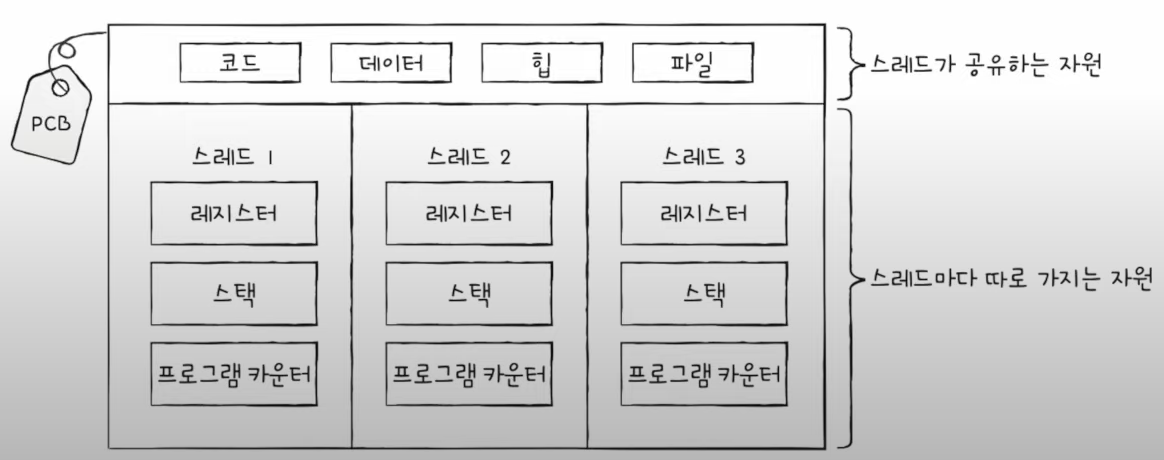 코드 데이터 힙 파일
스레드가 공유하는 자원
PCB
스레드 1 스레드 2 스레드 3
레지스터 레지스터 레지스터
스택 스택 스택
스레드마다 따로 가지는 자원
프로그램 카운터 프로그램 카운터 프로그램 카운터